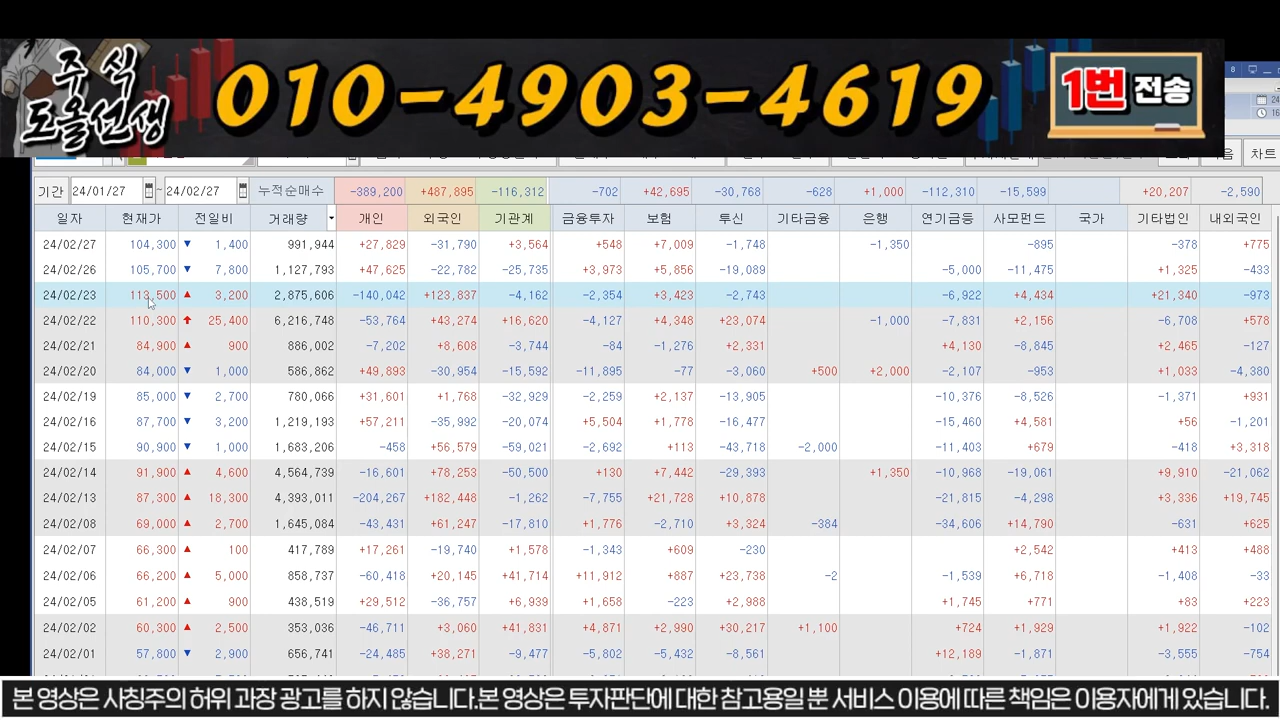 주식
도올선생
010-4903-4619
1번 전송
차트
기간 24/01/27 ~ 24/02/27 누적순매수 -389,200 +487,895 -116,312 -702 +42,695 -30,768 -628 +1,000 -112,310 -15,599 +20,207 -2,590
일자 현재가 전일비 거래량 개인 외국인 기관계 금융투자 보험 투신 기타금융 은행 연기금등 사모펀드 국가 기타법인 내외국인
24/02/27 104,300 ▼ 1,400 991,944 +27,829 -31,790 +3,564 +548 +7,009 -1,748 -1,350 -895 -378 +775
24/02/26 105,700 ▼ 7,800 1,127,793 +47,625 -22,782 -25,735 +3,973 +5,856 -19,089 -5,000 -11,475 +1,325 -433
24/02/23 113,500 ▲ 3,200 2,875,606 -140,042 +123,837 -4,162 -2,354 +3,423 -2,743 -6,922 +4,434 +21,340 -973
24/02/22 110,300 ↑ 25,400 6,216,748 -53,764 +43,274 +16,620 -4,127 +4,348 +23,074 -1,000 -7,831 +2,156 -6,708 +578
24/02/21 84,900 ▲ 900 886,002 -7,202 +8,608 -3,744 -84 -1,276 +2,331 +4,130 -8,845 +2,465 -127
24/02/20 84,000 ▼ 1,000 586,862 +49,893 -30,954 -15,592 -11,895 -77 -3,060 +500 +2,000 -2,107 -953 +1,033 -4,380
24/02/19 85,000 ▼ 2,700 780,066 +31,601 +1,768 -32,929 -2,259 +2,137 -13,905 -10,376 -8,526 -1,371 +931
24/02/16 87,700 ▼ 3,200 1,219,193 +57,211 -35,992 -20,074 +5,504 +1,778 -16,477 -15,460 +4,581 +56 -1,201
24/02/15 90,900 ▼ 1,000 1,683,206 -458 +56,579 -59,021 -2,692 +113 -43,718 -2,000 -11,403 +679 -418 +3,318
24/02/14 91,900 ▲ 4,600 4,564,739 -16,601 +78,253 -50,500 +130 +7,442 -29,393 +1,350 -10,968 -19,061 +9,910 -21,062
24/02/13 87,300 ▲ 18,300 4,393,011 -204,267 +182,448 -1,262 -7,755 +21,728 +10,878 -21,815 -4,298 +3,336 +19,745
24/02/08 69,000 ▲ 2,700 1,645,084 -43,431 +61,247 -17,810 +1,776 -2,710 +3,324 -384 -34,606 +14,790 -631 +625
24/02/07 66,300 ▲ 100 417,789 +17,261 -19,740 +1,578 -1,343 +609 -230 +2,542 +413 +488
24/02/06 66,200 ▲ 5,000 858,737 -60,418 +20,145 +41,714 +11,912 +887 +23,738 -2 -1,539 +6,718 -1,408 -33
24/02/05 61,200 ▲ 900 438,519 +29,512 -36,757 +6,939 +1,658 -223 +2,988 +1,745 +771 +83 +223
24/02/02 60,300 ▲ 2,500 353,036 -46,711 +3,060 +41,831 +4,871 +2,990 +30,217 +1,100 +724 +1,929 +1,922 -102
24/02/01 57,800 ▼ 2,900 656,741 -24,485 +38,271 -9,477 -5,802 -5,432 -8,561 +12,189 -1,871 -3,555 -754
본 영상은 사칭주의 허위 과장 광고를 하지 않습니다.본 영상은 투자판단에 대한 참고용일 뿐 서비스 이용에 따른 책임은 이용자에게 있습니다.